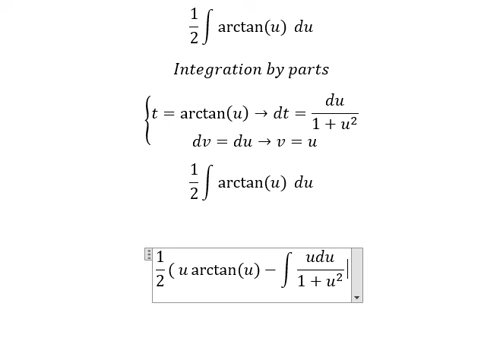 1/2 ∫ arctan(u) du
Integration by parts
{ t = arctan(u) → dt = du/(1 + u²)
dv = du → v = u
1/2 ∫ arctan(u) du
1/2 ( u arctan(u) − ∫ udu/(1 + u²)